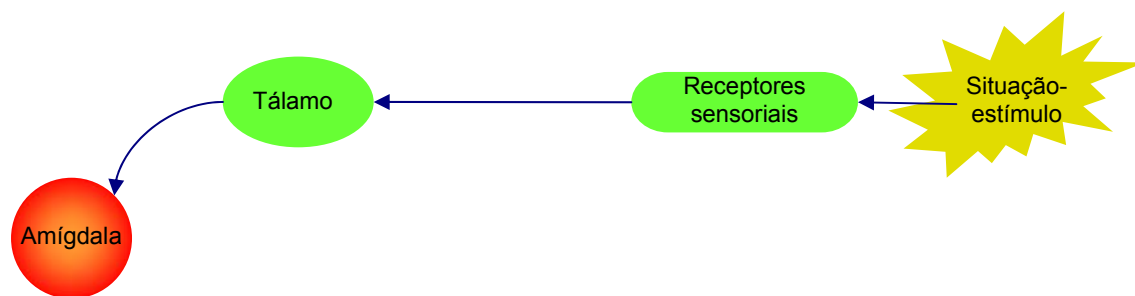 Tálamo
Receptores
sensoriais
Situação-
estímulo
Amígdala